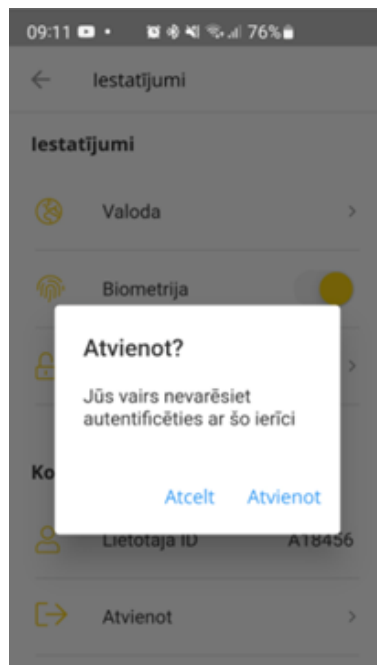 09:11 76%
Iestatījumi
Iestatījumi
Valoda
Biometrija
Atvienot?
Jūs vairs nevarēsiet
autentificēties ar šo ierīci
Ko
Atcelt Atvienot
Lietotāja ID A18456
Atvienot